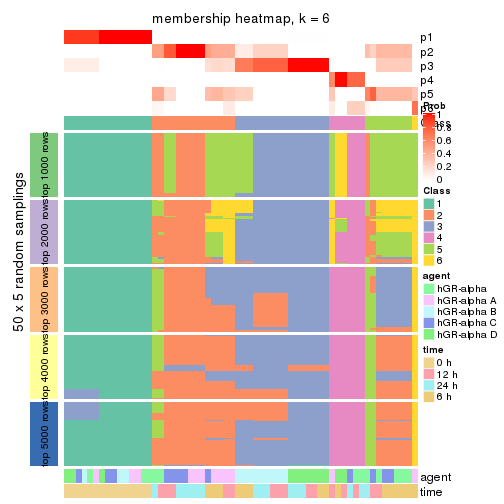 membership heatmap, k = 6
p1
p2
p3
p4
p5
p6
Class
Prob
1
0.8
0.6
0.4
0.2
0
Class
1
2
3
4
5
6
agent
hGR-alpha
hGR-alpha A
hGR-alpha B
hGR-alpha C
hGR-alpha D
time
0 h
12 h
24 h
6 h
50 x 5 random samplings
top 1000 rows
top 2000 rows
top 3000 rows
top 4000 rows
top 5000 rows
agent
time